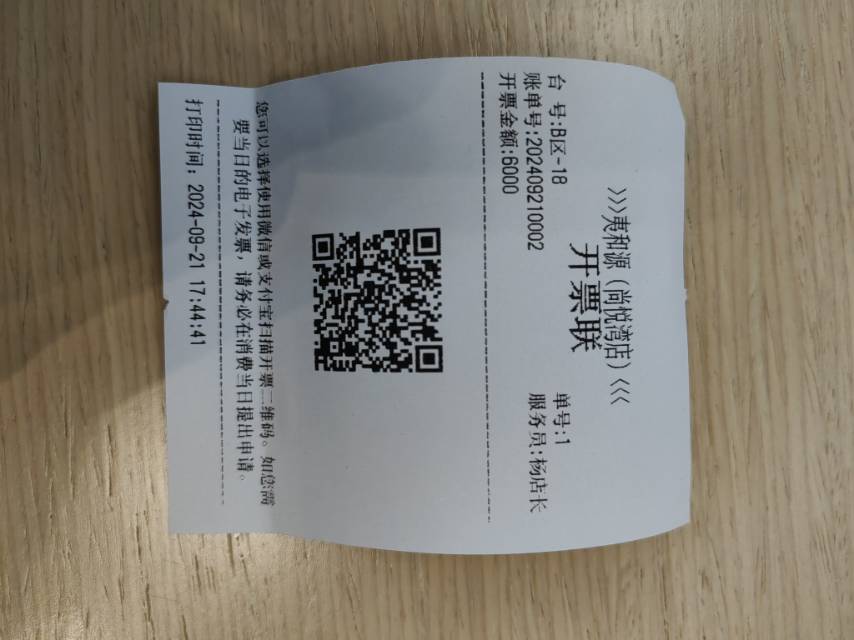 >>>夷和源（尚悦湾店）<<<
开票联
台 号:B区-18 单号:1
账单号:202409210002 服务员:杨店长
开票金额:6000
您可以选择使用微信或支付宝扫描开票二维码。如您需
要当日的电子发票，请务必在消费当日提出申请。
打印时间：2024-09-21 17:44:41